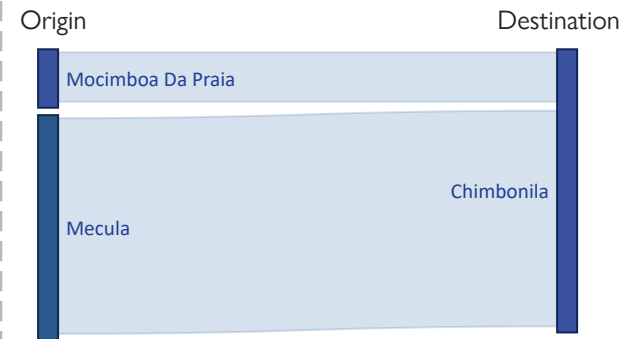 Origin
Destination
Mocimboa Da Praia
Chimbonila
Mecula